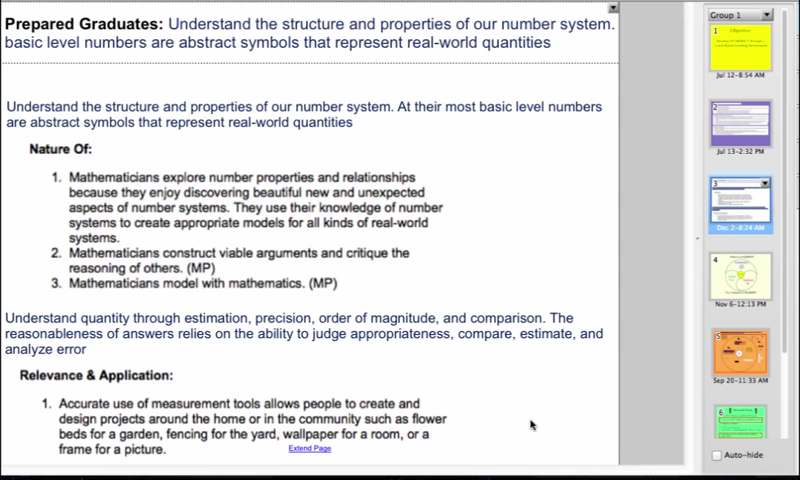 Prepared Graduates: Understand the structure and properties of our number system.
basic level numbers are abstract symbols that represent real-world quantities
Understand the structure and properties of our number system. At their most basic level numbers
are abstract symbols that represent real-world quantities
Nature Of:
1. Mathematicians explore number properties and relationships
because they enjoy discovering beautiful new and unexpected
aspects of number systems. They use their knowledge of number
systems to create appropriate models for all kinds of real-world
systems.
2. Mathematicians construct viable arguments and critique the
reasoning of others. (MP)
3. Mathematicians model with mathematics. (MP)
Understand quantity through estimation, precision, order of magnitude, and comparison. The
reasonableness of answers relies on the ability to judge appropriateness, compare, estimate, and
analyze error
Relevance & Application:
1. Accurate use of measurement tools allows people to create and
design projects around the home or in the community such as flower
beds for a garden, fencing for the yard, wallpaper for a room, or a
frame for a picture.
Extend Page
Group 1
1
Objective
Jul 12-8:54 AM
2
Jul 13-2:32 PM
3
Dec 2-8:24 AM
4
Nov 6-12:13 PM
5
Sep 20-11:33 AM
6
Auto-hide